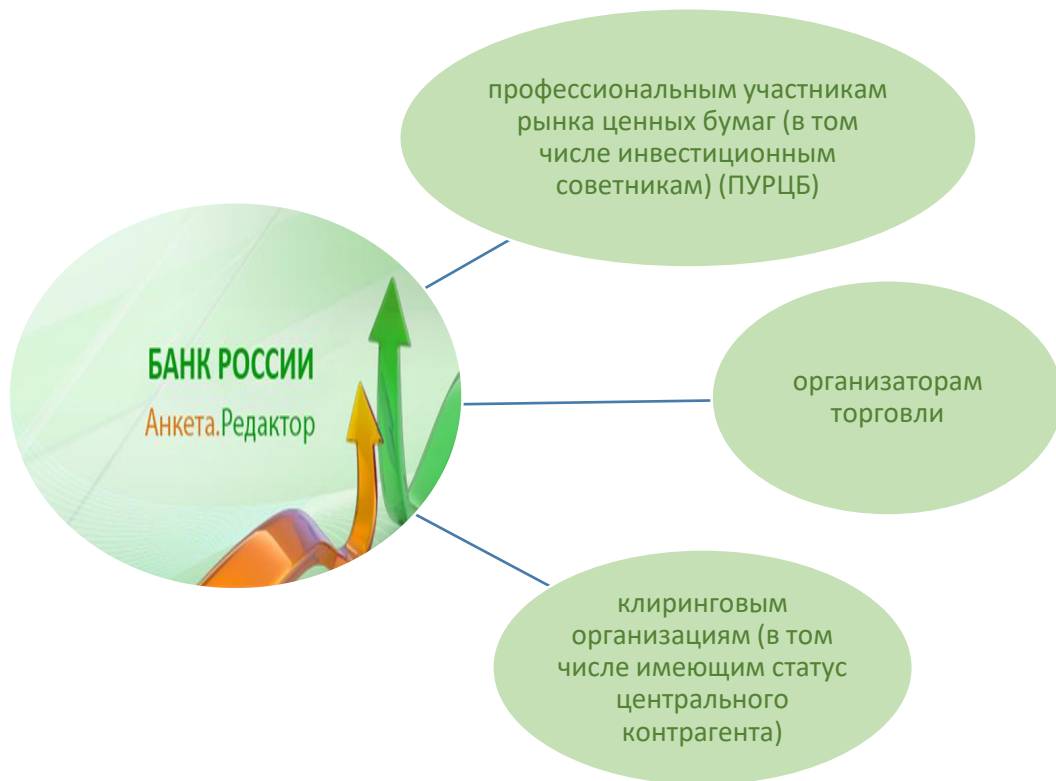 профессиональным участникам
рынка ценных бумаг (в том
числе инвестиционным
советникам) (ПУРЦБ)
БАНК РОССИИ
Анкета.Редактор
организаторам
торговли
клиринговым
организациям (в том
числе имеющим статус
центрального
контрагента)